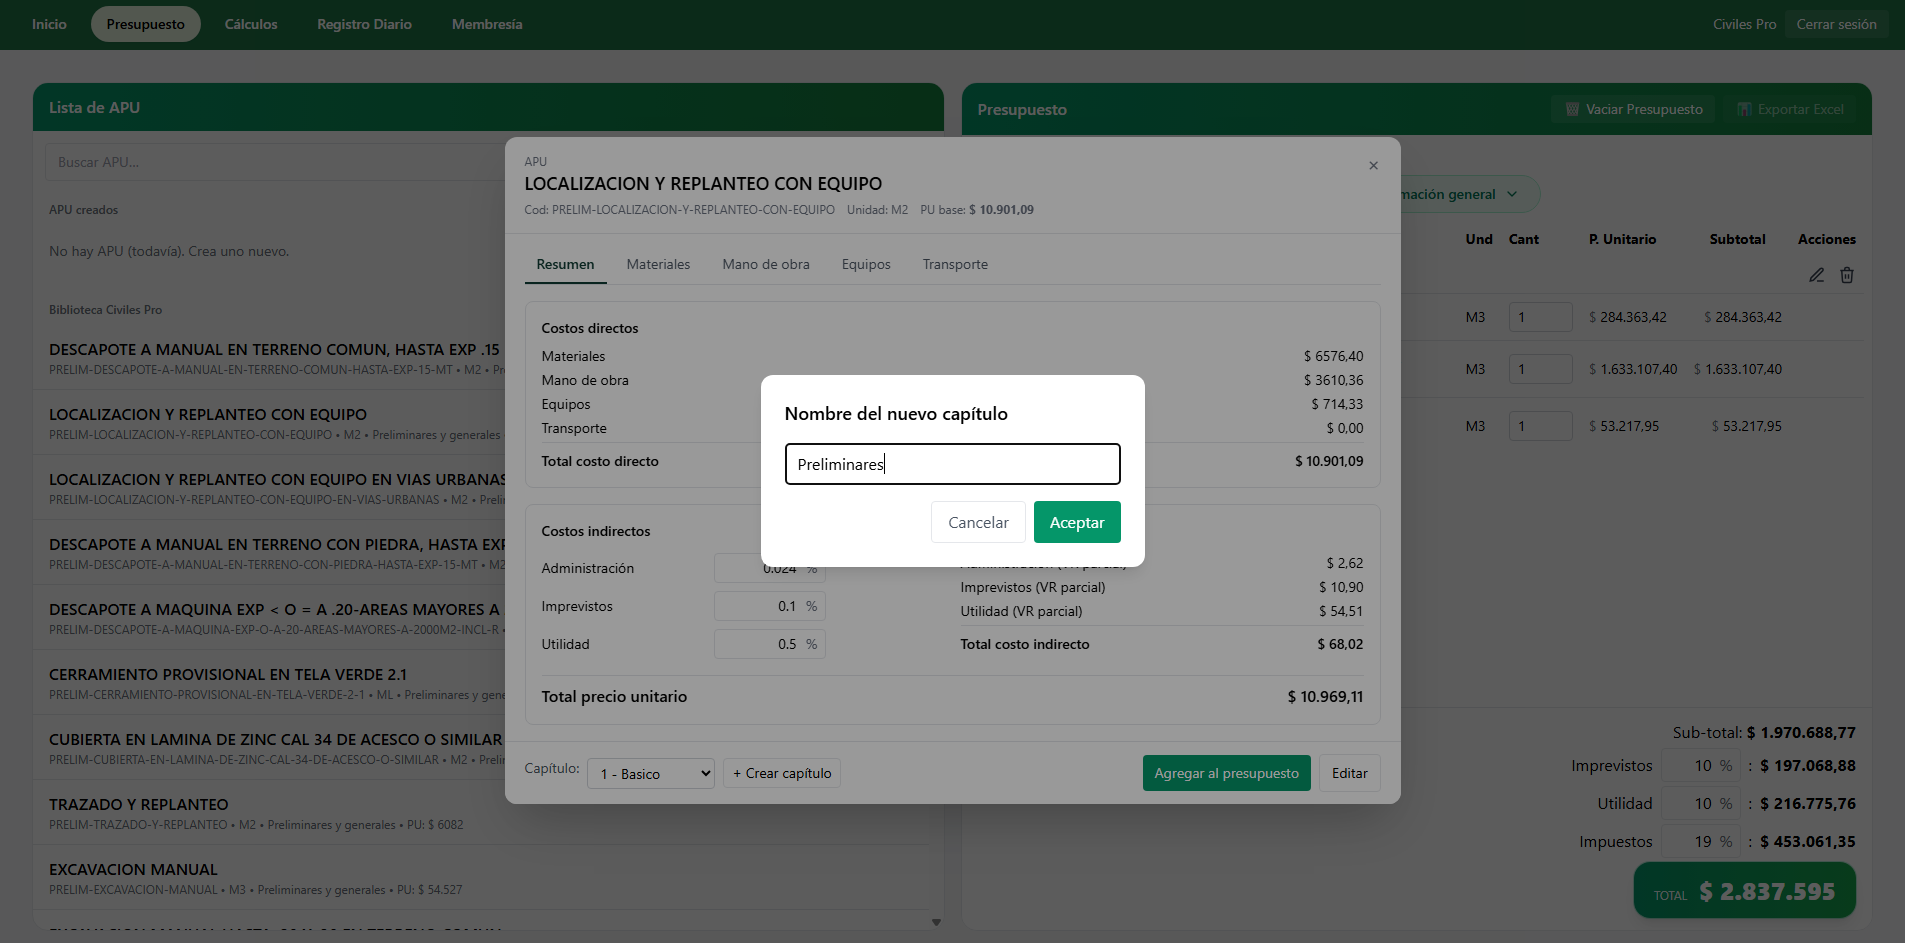 Inicio
Presupuesto
Cálculos
Registro Diario
Membresía
Civiles Pro
Cerrar sesión
Lista de APU
Buscar APU...
APU creados
No hay APU (todavía). Crea uno nuevo.
Biblioteca Civiles Pro
DESCAPOTE A MANUAL EN TERRENO COMUN, HASTA EXP .15
PRELIM-DESCAPOTE-A-MANUAL-EN-TERRENO-COMUN-HASTA-EXP-15-MT • M2 •
LOCALIZACION Y REPLANTEO CON EQUIPO
PRELIM-LOCALIZACION-Y-REPLANTEO-CON-EQUIPO • M2 • Preliminares y generales
LOCALIZACION Y REPLANTEO CON EQUIPO EN VIAS URBANAS
PRELIM-LOCALIZACION-Y-REPLANTEO-CON-EQUIPO-EN-VIAS-URBANAS • M2 •
DESCAPOTE A MANUAL EN TERRENO CON PIEDRA, HASTA
PRELIM-DESCAPOTE-A-MANUAL-EN-TERRENO-CON-PIEDRA-HASTA-EXP-15-MT • M2
DESCAPOTE A MAQUINA EXP < O = A .20-AREAS MAYORES A
PRELIM-DESCAPOTE-A-MAQUINA-EXP-O-A-20-AREAS-MAYORES-A-2000M2-INCL-R •
CERRAMIENTO PROVISIONAL EN TELA VERDE 2.1
PRELIM-CERRAMIENTO-PROVISIONAL-EN-TELA-VERDE-2-1 • ML • Preliminares y
CUBIERTA EN LAMINA DE ZINC CAL 34 DE ACESCO O SIMILAR
PRELIM-CUBIERTA-EN-LAMINA-DE-ZINC-CAL-34-DE-ACESCO-O-SIMILAR • M2 •
TRAZADO Y REPLANTEO
PRELIM-TRAZADO-Y-REPLANTEO • M2 • Preliminares y generales • PU: $ 6082
EXCAVACION MANUAL
PRELIM-EXCAVACION-MANUAL • M3 • Preliminares y generales • PU: $ 54.527
APU
LOCALIZACION Y REPLANTEO CON EQUIPO
Cod: PRELIM-LOCALIZACION-Y-REPLANTEO-CON-EQUIPO Unidad: M2 PU base: $ 10.901,09
×
Resumen
Materiales
Mano de obra
Equipos
Transporte
Costos directos
Materiales $ 6576,40
Mano de obra $ 3610,36
Equipos $ 714,33
Transporte $ 0,00
Total costo directo $ 10.901,09
Costos indirectos
Administración 0.024 %
Imprevistos 0.1 %
Utilidad 0.5 %
Administración (VR parcial) $ 2,62
Imprevistos (VR parcial) $ 10,90
Utilidad (VR parcial) $ 54,51
Total costo indirecto $ 68,02
Total precio unitario $ 10.969,11
Capítulo: 1 - Basico + Crear capítulo
Agregar al presupuesto
Editar
Nombre del nuevo capítulo
Preliminares
Cancelar
Aceptar
Presupuesto
Vaciar Presupuesto
Exportar Excel
general
Und Cant P. Unitario Subtotal Acciones
M3 1 $ 284.363,42 $ 284.363,42
M3 1 $ 1.633.107,40 $ 1.633.107,40
M3 1 $ 53.217,95 $ 53.217,95
Sub-total: $ 1.970.688,77
Imprevistos 10 % : $ 197.068,88
Utilidad 10 % : $ 216.775,76
Impuestos 19 % : $ 453.061,35
TOTAL $ 2.837.595